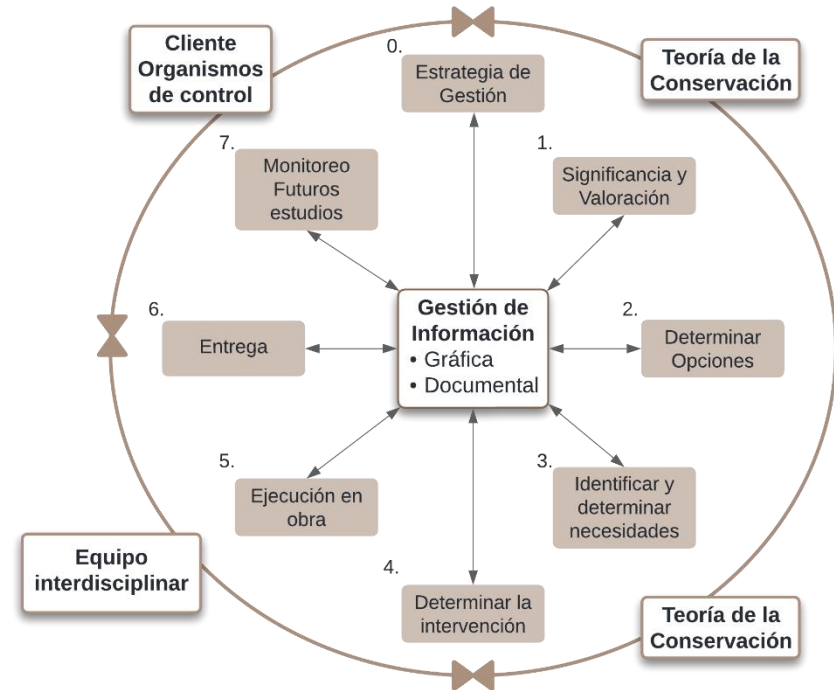 Cliente
Organismos
de control
0.
Estrategia de
Gestión
Teoría de la
Conservación
7.
Monitoreo
Futuros
estudios
1.
Significancia y
Valoración
6.
Entrega
Gestión de
Información
• Gráfica
• Documental
2.
Determinar
Opciones
5.
Ejecución en
obra
3.
Identificar y
determinar
necesidades
Equipo
interdisciplinar
4.
Determinar la
intervención
Teoría de la
Conservación